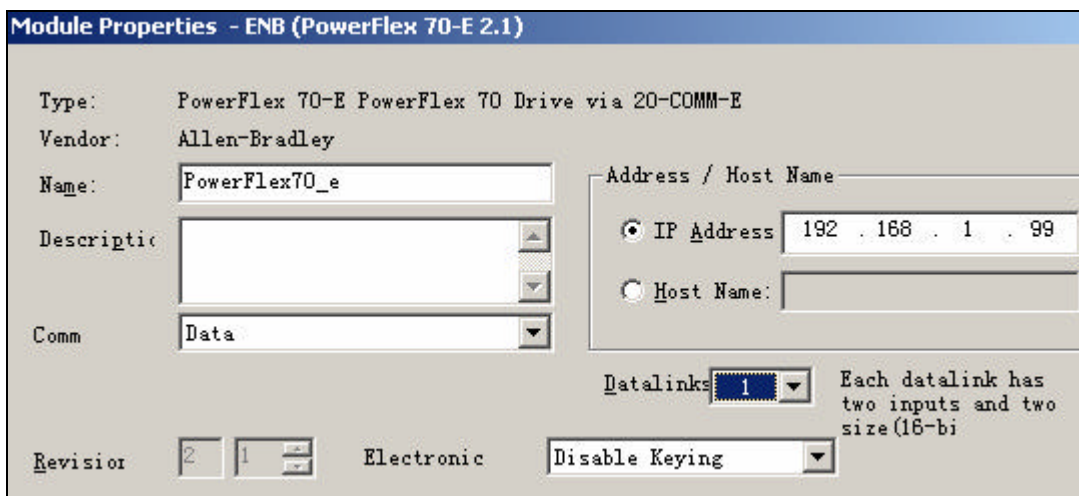 Module Properties - ENB (PowerFlex 70-E 2.1)
Type: PowerFlex 70-E PowerFlex 70 Drive via 20-COMM-E
Vendor: Allen-Bradley
Name: PowerFlex70_e
Address / Host Name
Descriptic
IP Address 192 . 168 . 1 . 99
Host Name:
Comm Data
Datalinks 1
Each datalink has
two inputs and two
size(16-bi
Revisior 2 1 Electronic Disable Keying